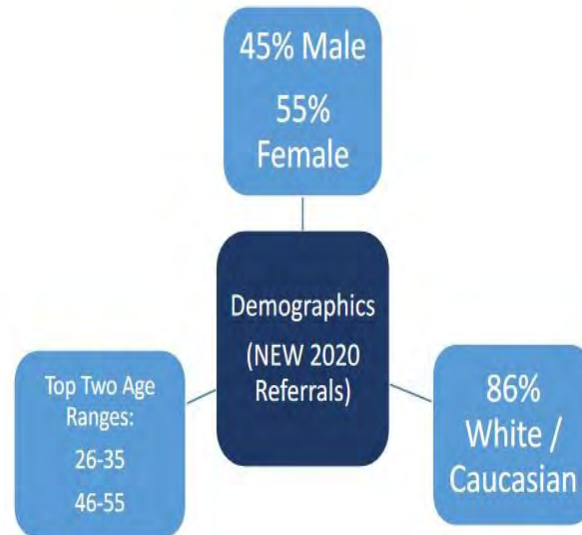 45% Male
55%
Female
Demographics
(NEW 2020
Referrals)
Top Two Age
Ranges:
26-35
46-55
86%
White /
Caucasian